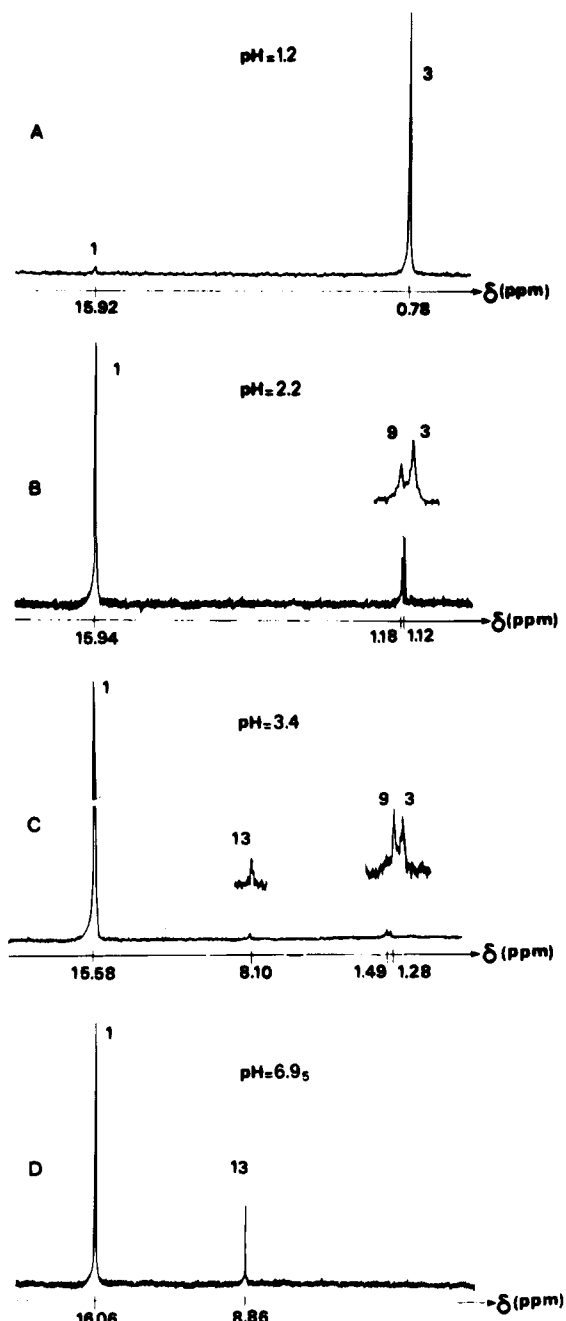 pH=1.2
3
A
1
15.92 0.78 δ(ppm)
1
pH=2.2
9 3
B
15.94 1.18 1.12 δ(ppm)
1
pH=3.4
9 3
C
13
15.58 8.10 1.49 1.28 δ(ppm)
1
pH=6.9₅
D
13
16.06 8.86 δ(ppm)